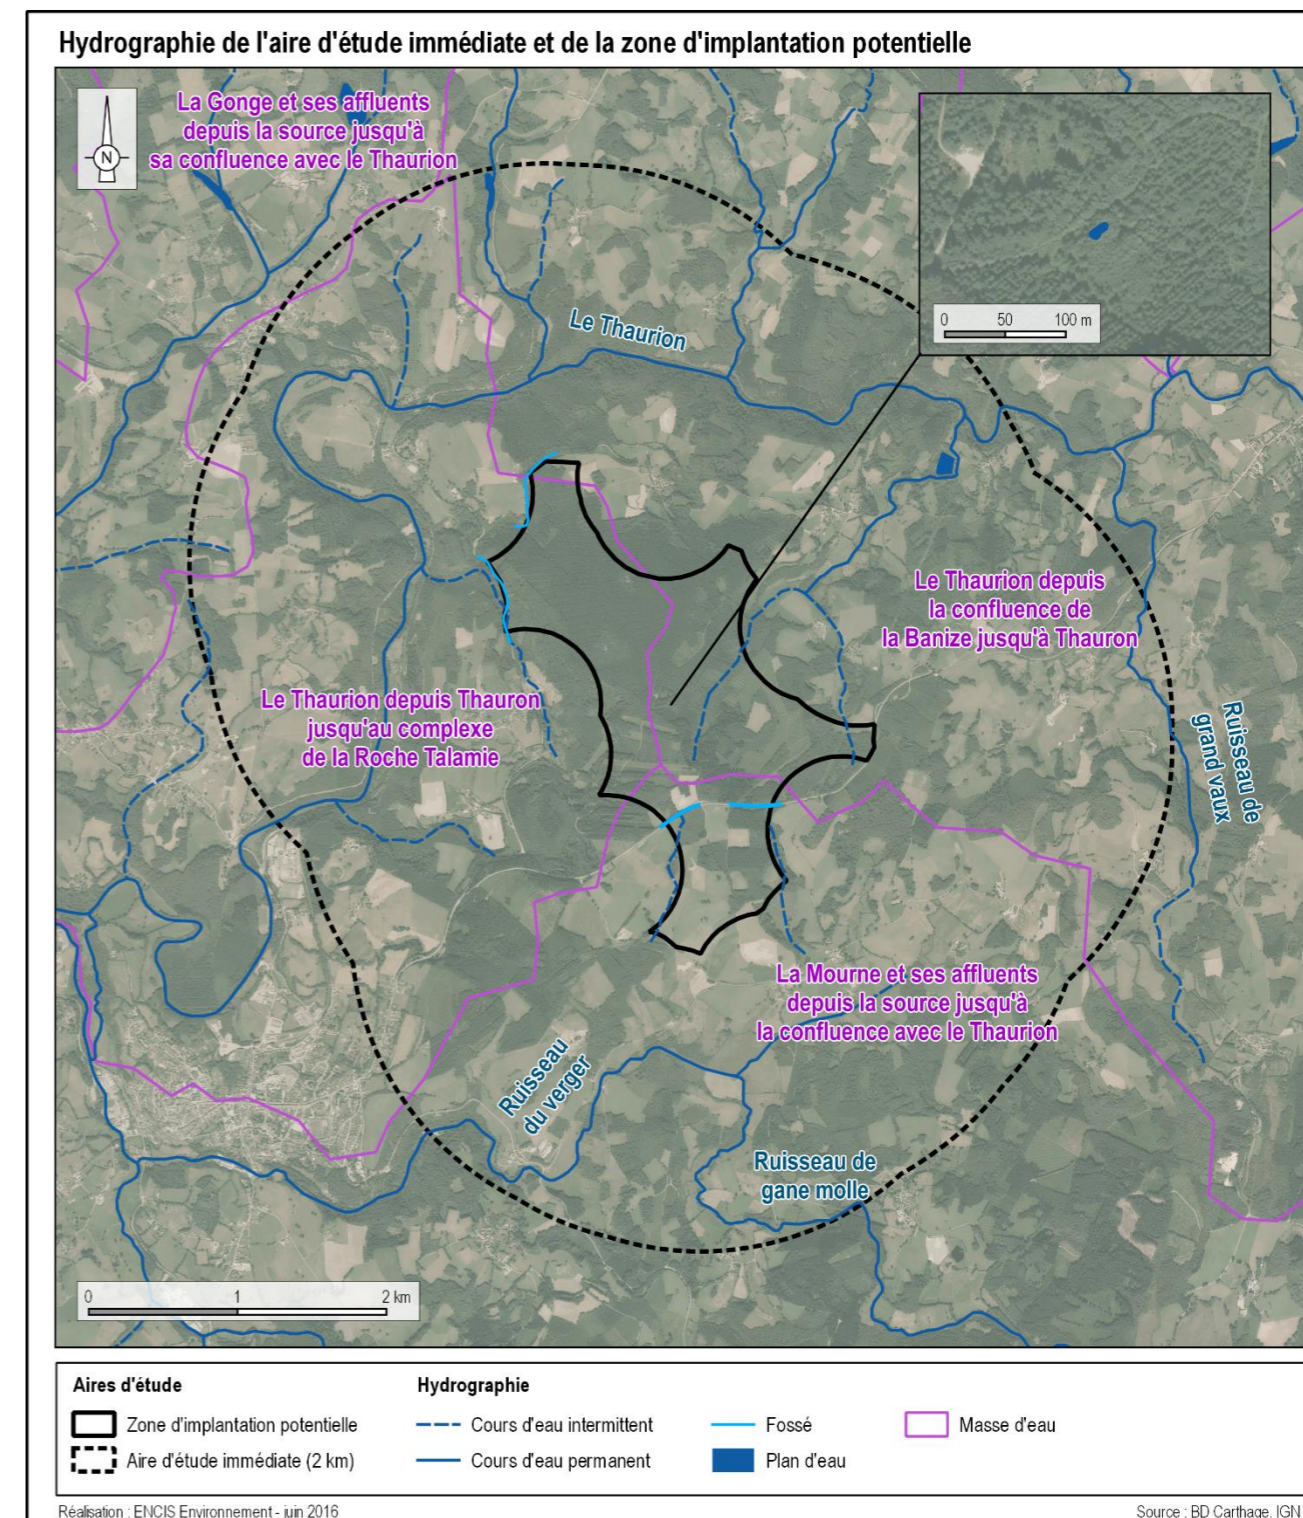 Hydrographie de l'aire d'étude immédiate et de la zone d'implantation potentielle
N
La Gonge et ses affluents
depuis la source jusqu'à
sa confluence avec le Thaurion
0 50 100 m
Le Thaurion
Le Thaurion depuis
la confluence de
la Banize jusqu'à Thauron
Le Thaurion depuis Thauron
jusqu'au complexe
de la Roche Talamie
Ruisseau de
grand vaux
La Mourne et ses affluents
depuis la source jusqu'à
la confluence avec le Thaurion
Ruisseau
du verger
Ruisseau de
gane molle
0 1 2 km
Aires d'étude
Zone d'implantation potentielle
Aire d'étude immédiate (2 km)
Hydrographie
Cours d'eau intermittent
Cours d'eau permanent
Fossé
Plan d'eau
Masse d'eau
Réalisation : ENCIS Environnement - juin 2016
Source : BD Carthage, IGN